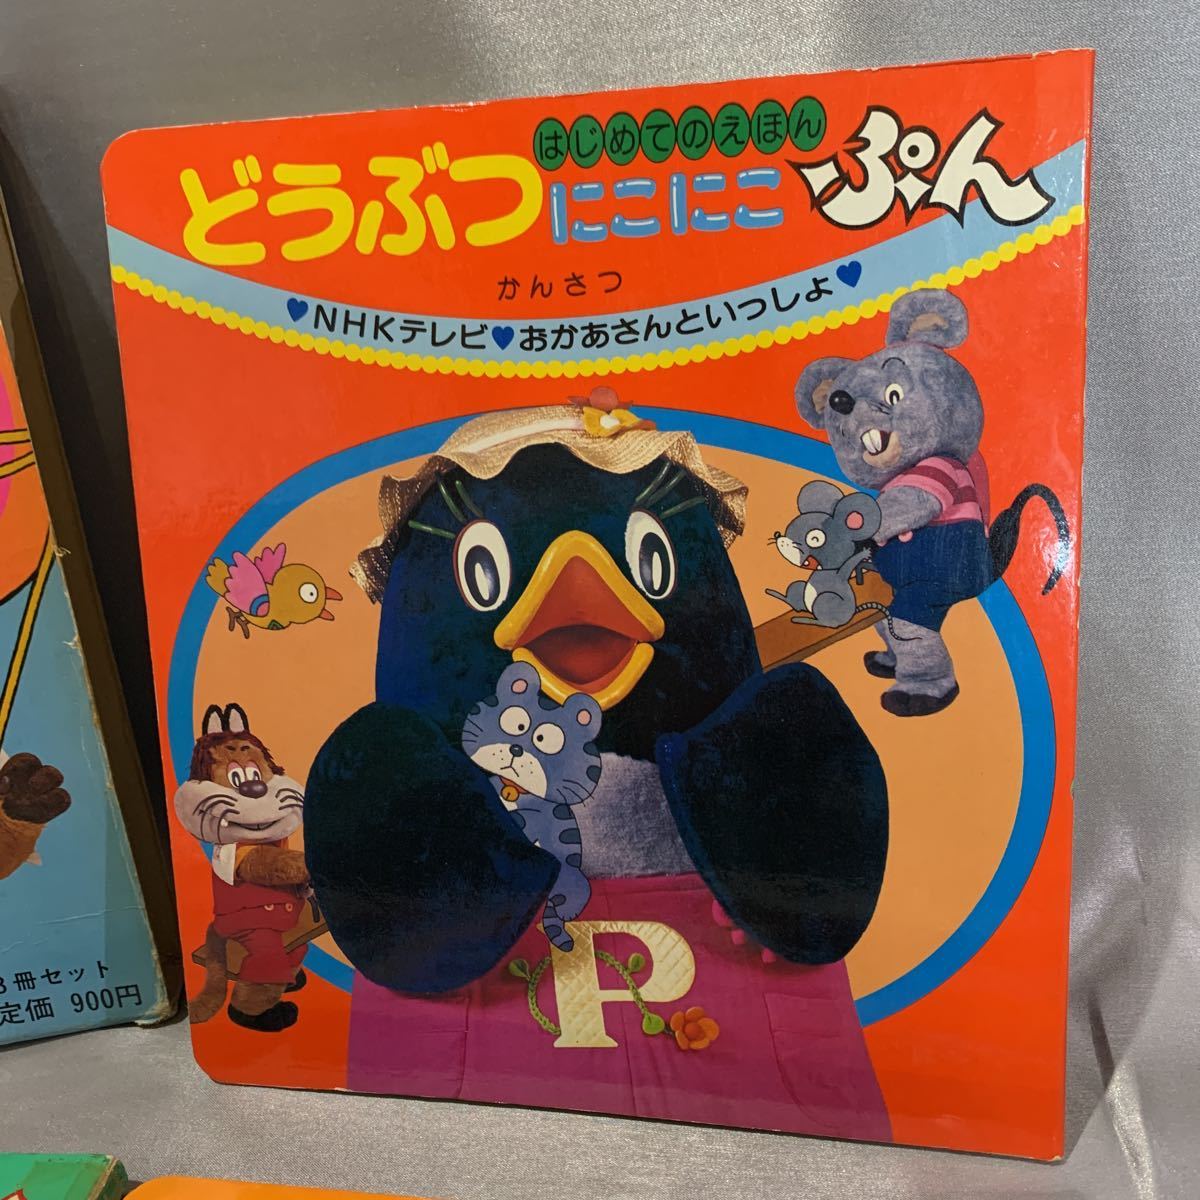 はじめてのえほん
どうぶつ にこにこ ぷん
かんさつ
♥NHKテレビ♥おかあさんといっしょ♥
P
3冊セット
定価 900円